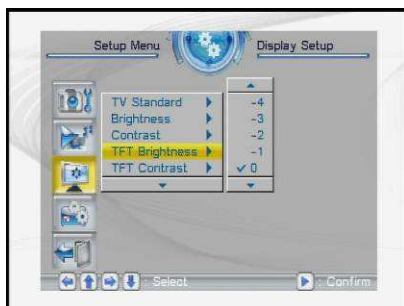 Setup Menu
Display Setup
TV Standard
Brightness
Contrast
TFT Brightness
TFT Contrast
-4
-3
-2
-1
0
: Select
: Confirm